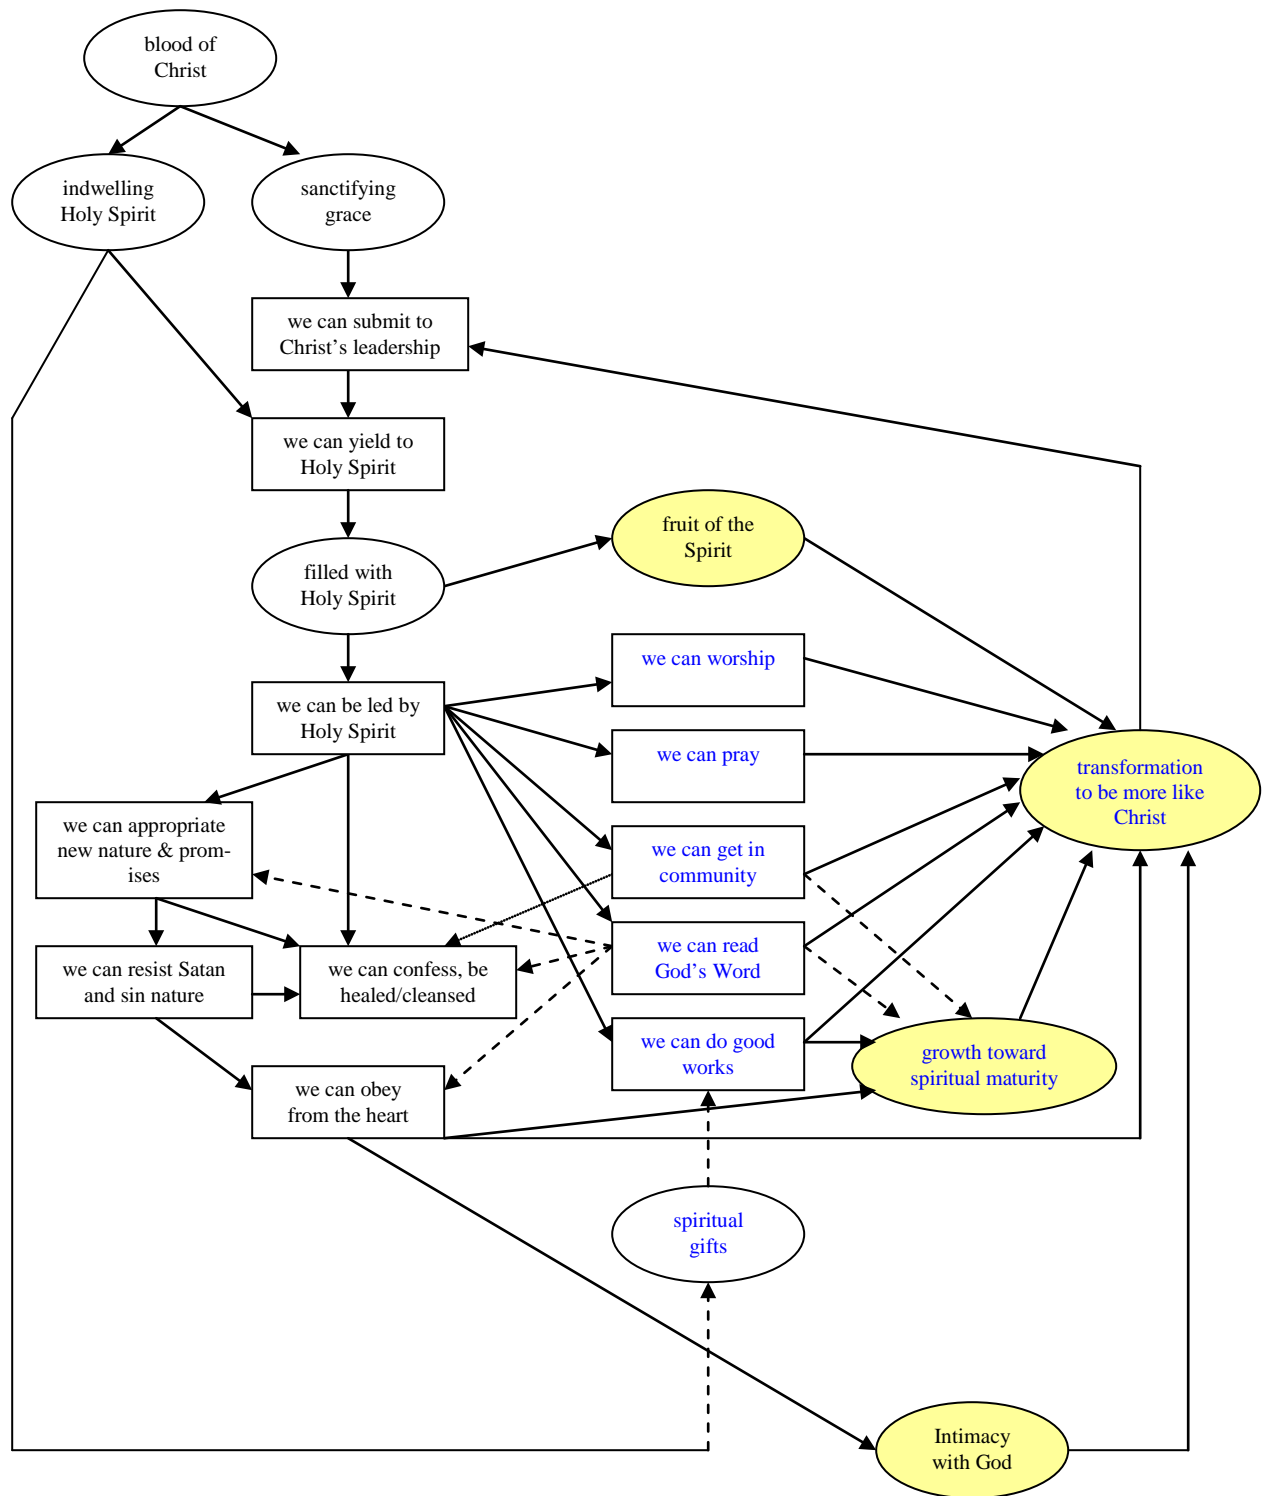 blood of
Christ
indwelling
Holy Spirit
sanctifying
grace
we can submit to
Christ’s leadership
we can yield to
Holy Spirit
fruit of the
Spirit
filled with
Holy Spirit
we can worship
we can be led by
Holy Spirit
we can pray
transformation
to be more like
Christ
we can appropriate
new nature & prom-
ises
we can get in
community
we can resist Satan
and sin nature
we can confess, be
healed/cleansed
we can read
God’s Word
we can do good
works
growth toward
spiritual maturity
we can obey
from the heart
spiritual
gifts
Intimacy
with God